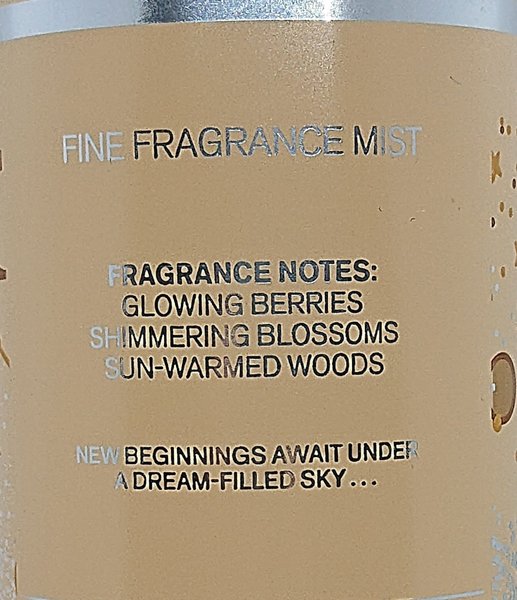 FINE FRAGRANCE MIST
FRAGRANCE NOTES:
GLOWING BERRIES
SHIMMERING BLOSSOMS
SUN-WARMED WOODS
NEW BEGINNINGS AWAIT UNDER
A DREAM-FILLED SKY...